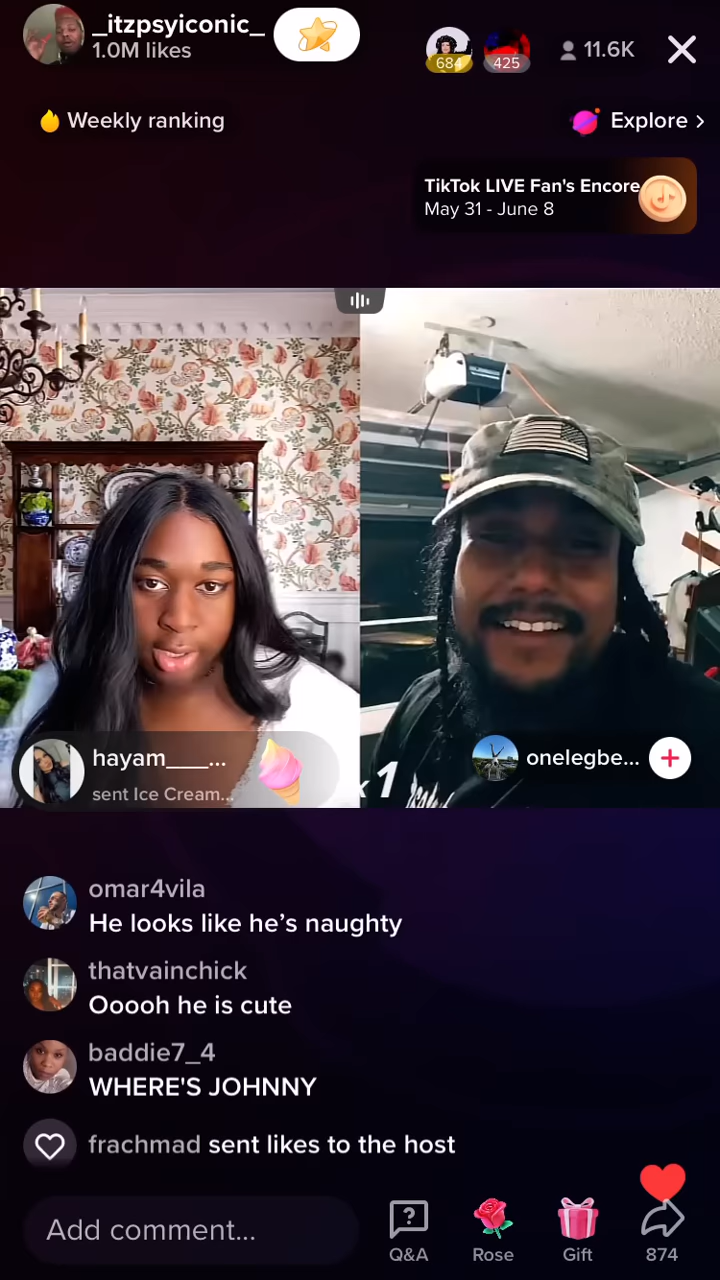 _itzpsyiconic_
1.0M likes
684
425
11.6K
Weekly ranking
Explore >
TikTok LIVE Fan's Encore
May 31 - June 8
hayam___...
sent Ice Cream...
x 1
onelegbe...
omar4vila
He looks like he’s naughty
thatvainchick
Ooooh he is cute
baddie7_4
WHERE'S JOHNNY
frachmad sent likes to the host
Add comment...
Q&A
Rose
Gift
874